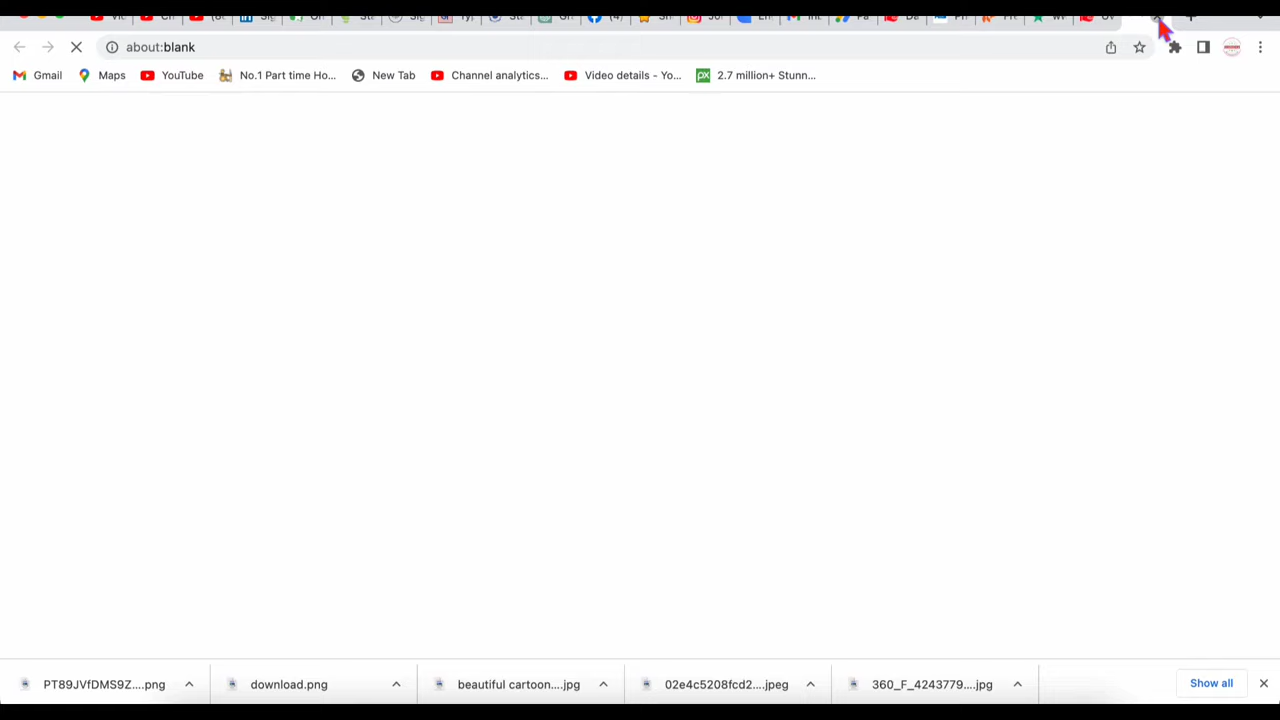 about:blank
Gmail Maps YouTube No.1 Part time Ho... New Tab Channel analytics... Video details - Yo... 2.7 million+ Stunn...
PT89JVfDMS9Z....png download.png beautiful cartoon....jpg 02e4c5208fcd2....jpeg 360_F_4243779....jpg Show all